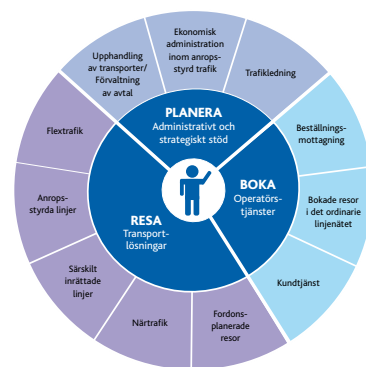 Ekonomisk
administration
inom anrops-
styrd trafik
Upphandling
av transporter/
Förvaltning
av avtal
Trafikledning
PLANERA
Administrativt och
strategiskt stöd
Flextrafik
Beställnings-
mottagning
BOKA
Operatörs-
tjänster
Anrops-
styrda linjer
Bokade resor
i det ordinarie
linjenätet
RESA
Transport-
lösningar
Särskilt
inrättade
linjer
Kundtjänst
Närtrafik
Fordons-
planerade
resor